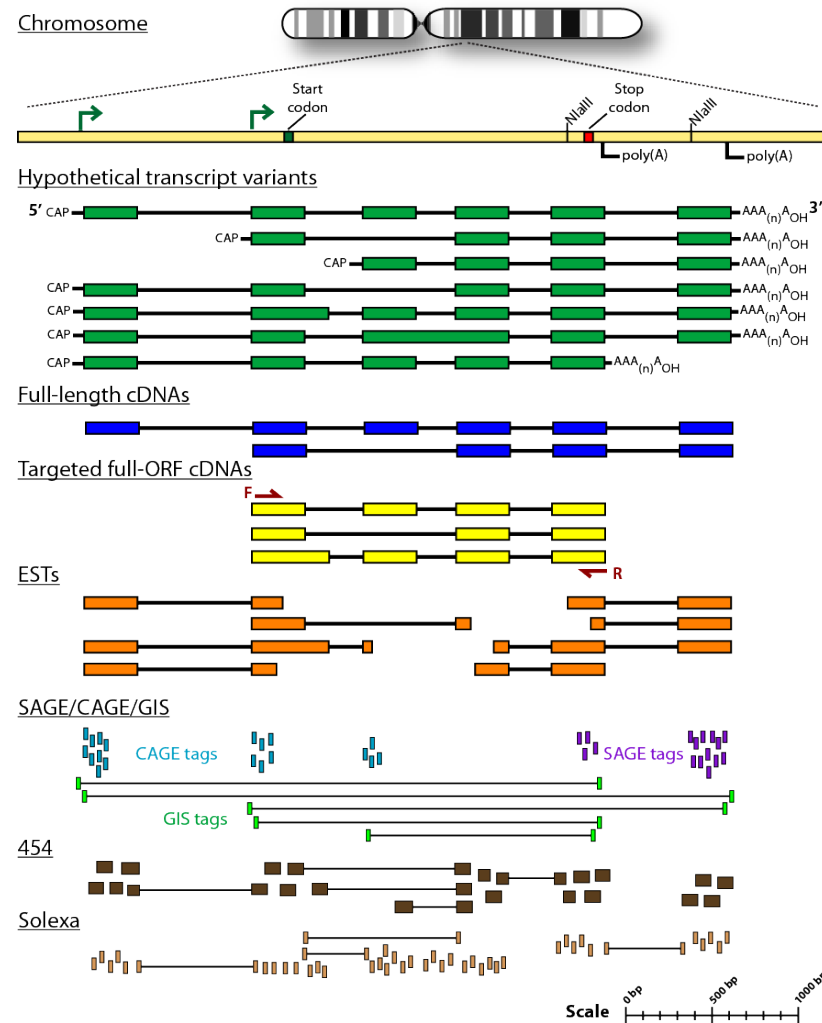 Chromosome
Start
codon
NlaIII
Stop
codon
NlaIII
poly(A)
poly(A)
Hypothetical transcript variants
5’ CAP AAA(n)AOH 3’
CAP AAA(n)AOH
CAP AAA(n)AOH
CAP AAA(n)AOH
CAP AAA(n)AOH
CAP AAA(n)AOH
CAP AAA(n)AOH
Full-length cDNAs
Targeted full-ORF cDNAs
F
R
ESTs
SAGE/CAGE/GIS
CAGE tags
SAGE tags
GIS tags
454
Solexa
Scale
0 bp
500 bp
1000 bp